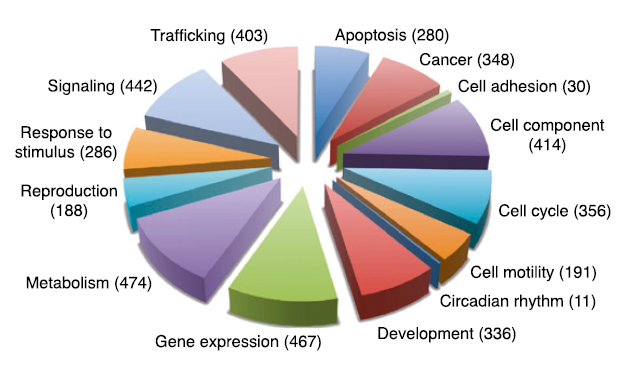 Trafficking (403)
Apoptosis (280)
Cancer (348)
Cell adhesion (30)
Cell component
(414)
Cell cycle (356)
Cell motility (191)
Circadian rhythm (11)
Development (336)
Gene expression (467)
Metabolism (474)
Reproduction
(188)
Response to
stimulus (286)
Signaling (442)